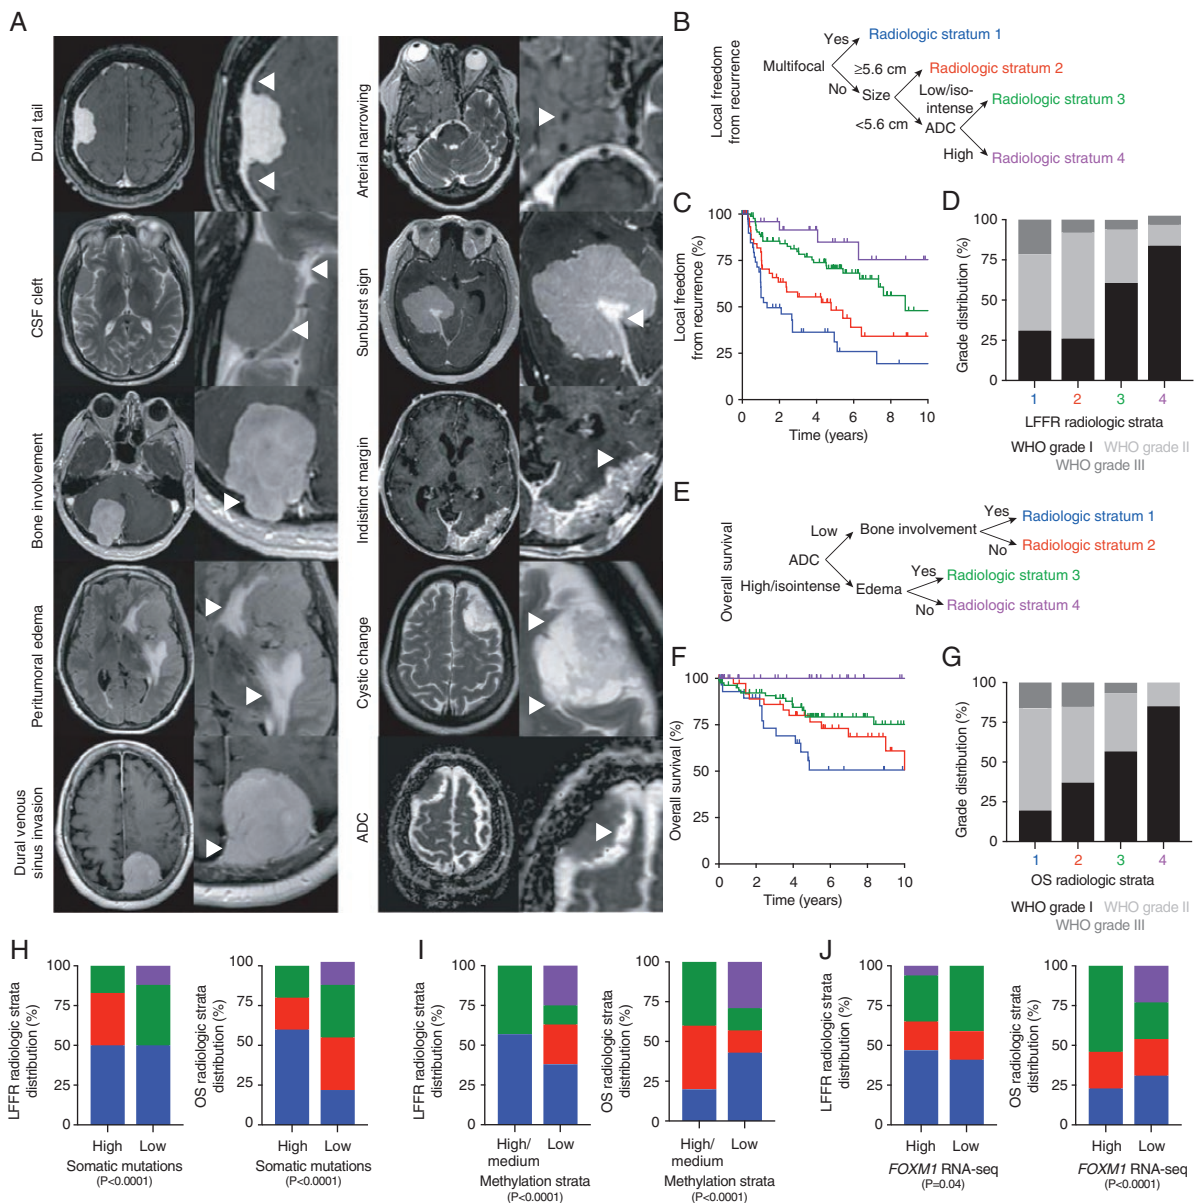 A
Dural tail
CSF cleft
Bone involvement
Peritumoral edema
Dural venous
sinus invasion
Arterial narrowing
Sunburst sign
Indistinct margin
Cystic change
ADC
B
Local freedom
from recurrence
Multifocal
Yes
No
Radiologic stratum 1
Size
≥5.6 cm
<5.6 cm
Radiologic stratum 2
Low/iso-
intense
ADC
High
Radiologic stratum 3
Radiologic stratum 4
C
Local freedom
from recurrence (%)
100
75
50
25
0
0 2 4 6 8 10
Time (years)
D
Grade distribution (%)
100
75
50
25
0
1 2 3 4
LFFR radiologic strata
WHO grade I WHO grade II
WHO grade III
E
Overall survival
ADC
Low
High/isointense
Bone involvement
Yes
No
Radiologic stratum 1
Radiologic stratum 2
Edema
Yes
No
Radiologic stratum 3
Radiologic stratum 4
F
Overall survival (%)
100
75
50
25
0
0 2 4 6 8 10
Time (years)
G
Grade distribution (%)
100
75
50
25
0
1 2 3 4
OS radiologic strata
WHO grade I WHO grade II
WHO grade III
H
LFFR radiologic strata
distribution (%)
100
75
50
25
0
High Low
Somatic mutations
(P<0.0001)
OS radiologic strata
distribution (%)
100
75
50
25
0
High Low
Somatic mutations
(P<0.0001)
I
LFFR radiologic strata
distribution (%)
100
75
50
25
0
High/ Low
medium
Methylation strata
(P<0.0001)
OS radiologic strata
distribution (%)
100
75
50
25
0
High/ Low
medium
Methylation strata
(P<0.0001)
J
LFFR radiologic strata
distribution (%)
100
75
50
25
0
High Low
FOXM1 RNA-seq
(P=0.04)
OS radiologic strata
distribution (%)
100
75
50
25
0
High Low
FOXM1 RNA-seq
(P<0.0001)